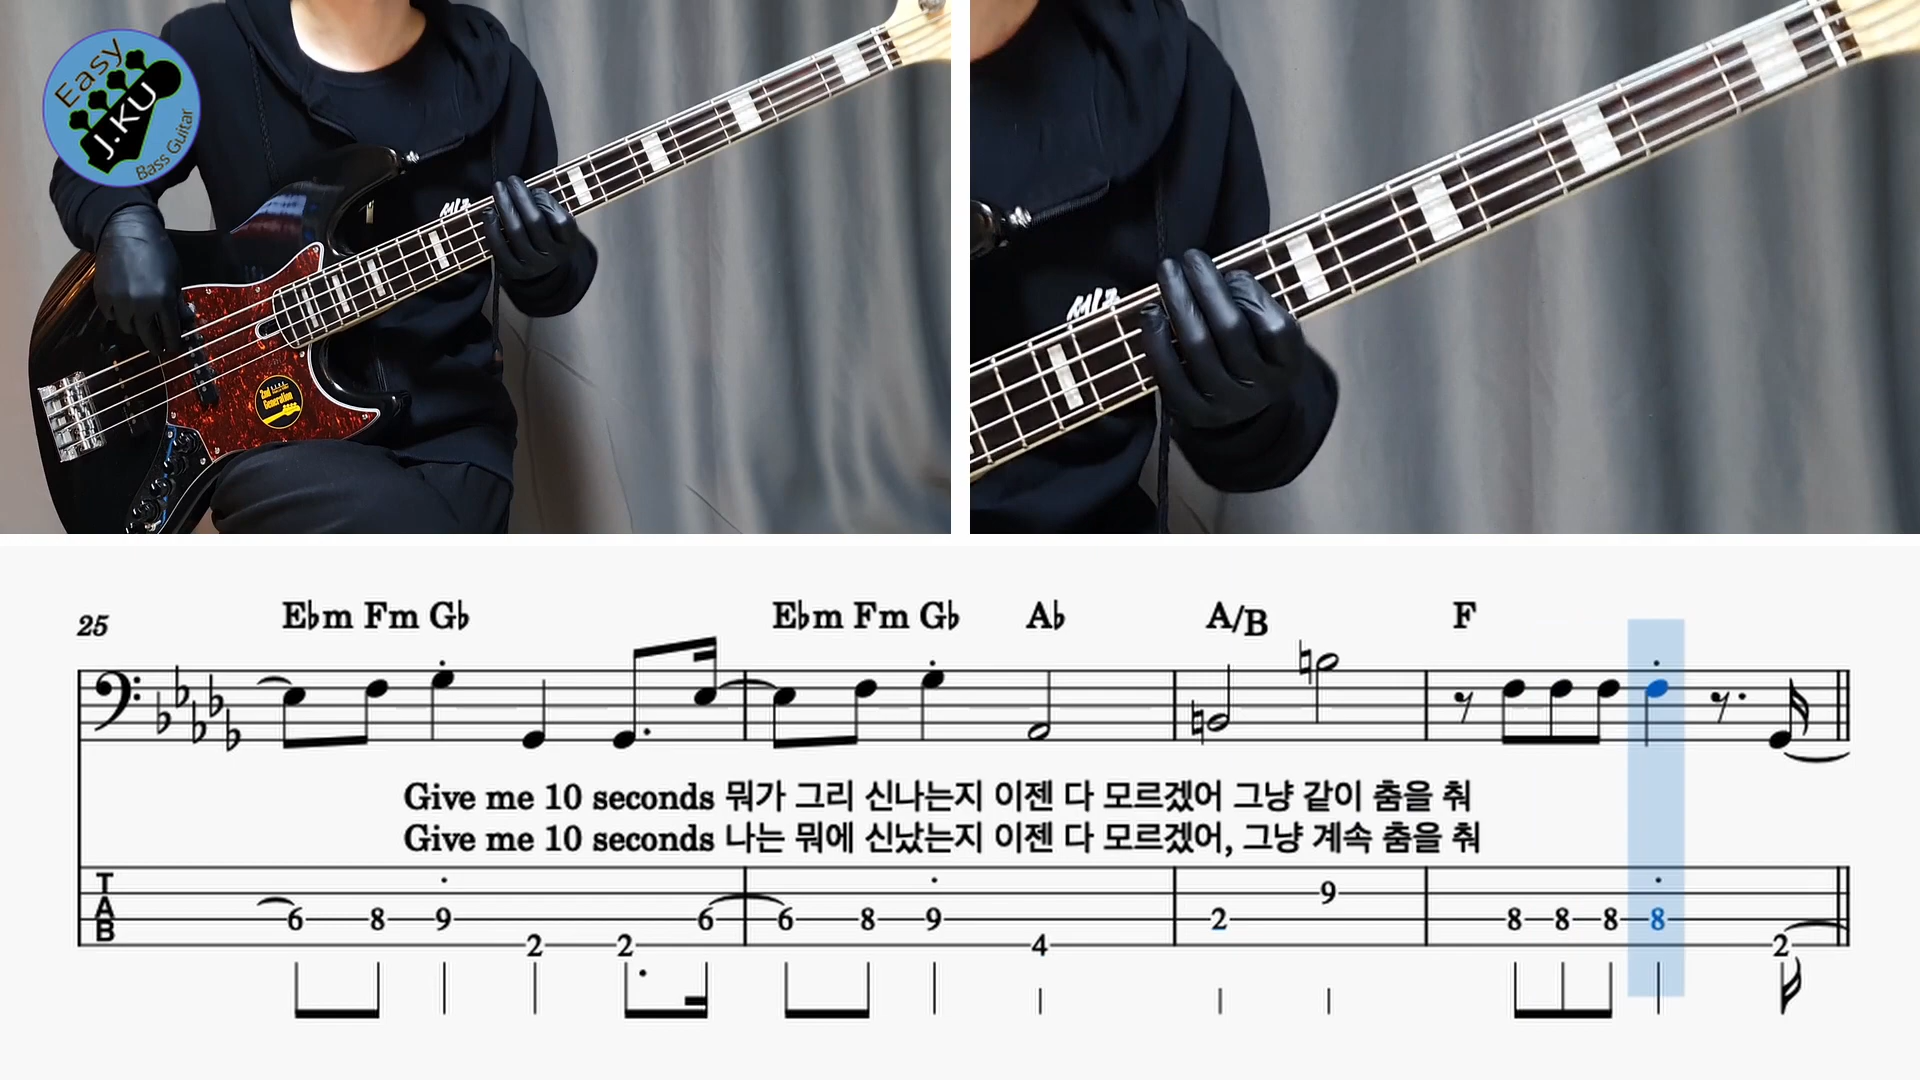 Easy
J.KU
Bass Guitar
2nd
Generation
25
E♭m Fm G♭ E♭m Fm G♭ A♭ A/B F
Give me 10 seconds 뭐가 그리 신나는지 이젠 다 모르겠어 그냥 같이 춤을 춰
Give me 10 seconds 나는 뭐에 신났는지 이젠 다 모르겠어, 그냥 계속 춤을 춰
T
A
B
6 8 9 2 2 6 6 8 9 4 2 9 8 8 8 8 2